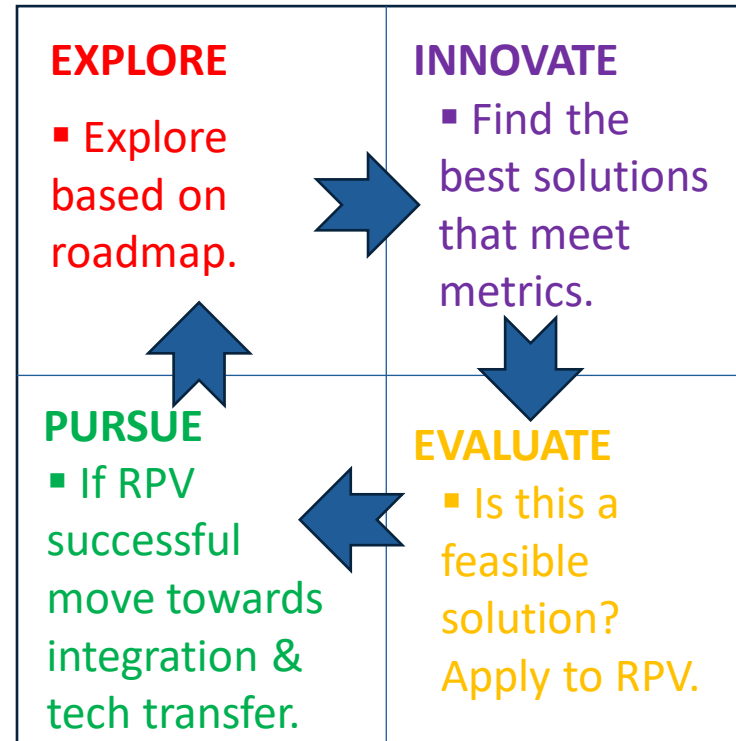 EXPLORE
▪ Explore
based on
roadmap.
INNOVATE
▪ Find the
best solutions
that meet
metrics.
PURSUE
▪ If RPV
successful
move towards
integration &
tech transfer.
EVALUATE
▪ Is this a
feasible
solution?
Apply to RPV.